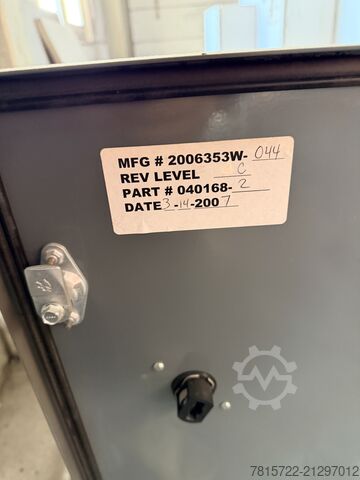 MFG # 2006353W-044
REV LEVEL C
PART # 040168-2
DATE 3-14-2007
7815722-21297012